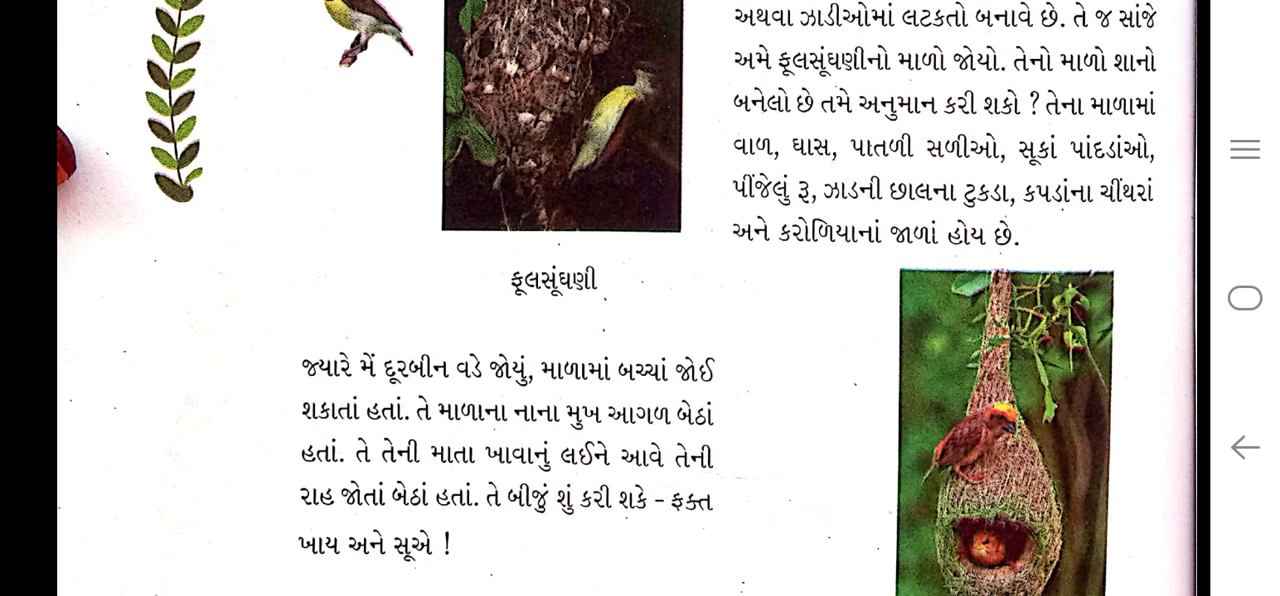 અથવા ઝાડીઓમાં લટકતો બનાવે છે. તે જ સાંજે
અમે ફૂલસૂંઘણીનો માળો જોયો. તેનો માળો શાનો
બનેલો છે તમે અનુમાન કરી શકો ? તેના માળામાં
વાળ, ઘાસ, પાતળી સળીઓ, સૂકાં પાંદડાંઓ,
પીંજેલું રૂ, ઝાડની છાલના ટુકડા, કપડાંના ચીંથરાં
અને કરોળિયાનાં જાળાં હોય છે.
ફૂલસૂંઘણી
જ્યારે મેં દૂરબીન વડે જોયું, માળામાં બચ્ચાં જોઈ
શકાતાં હતાં. તે માળાના નાના મુખ આગળ બેઠાં
હતાં. તે તેની માતા ખાવાનું લઈને આવે તેની
રાહ જોતાં બેઠાં હતાં. તે બીજું શું કરી શકે - ફક્ત
ખાય અને સૂએ !